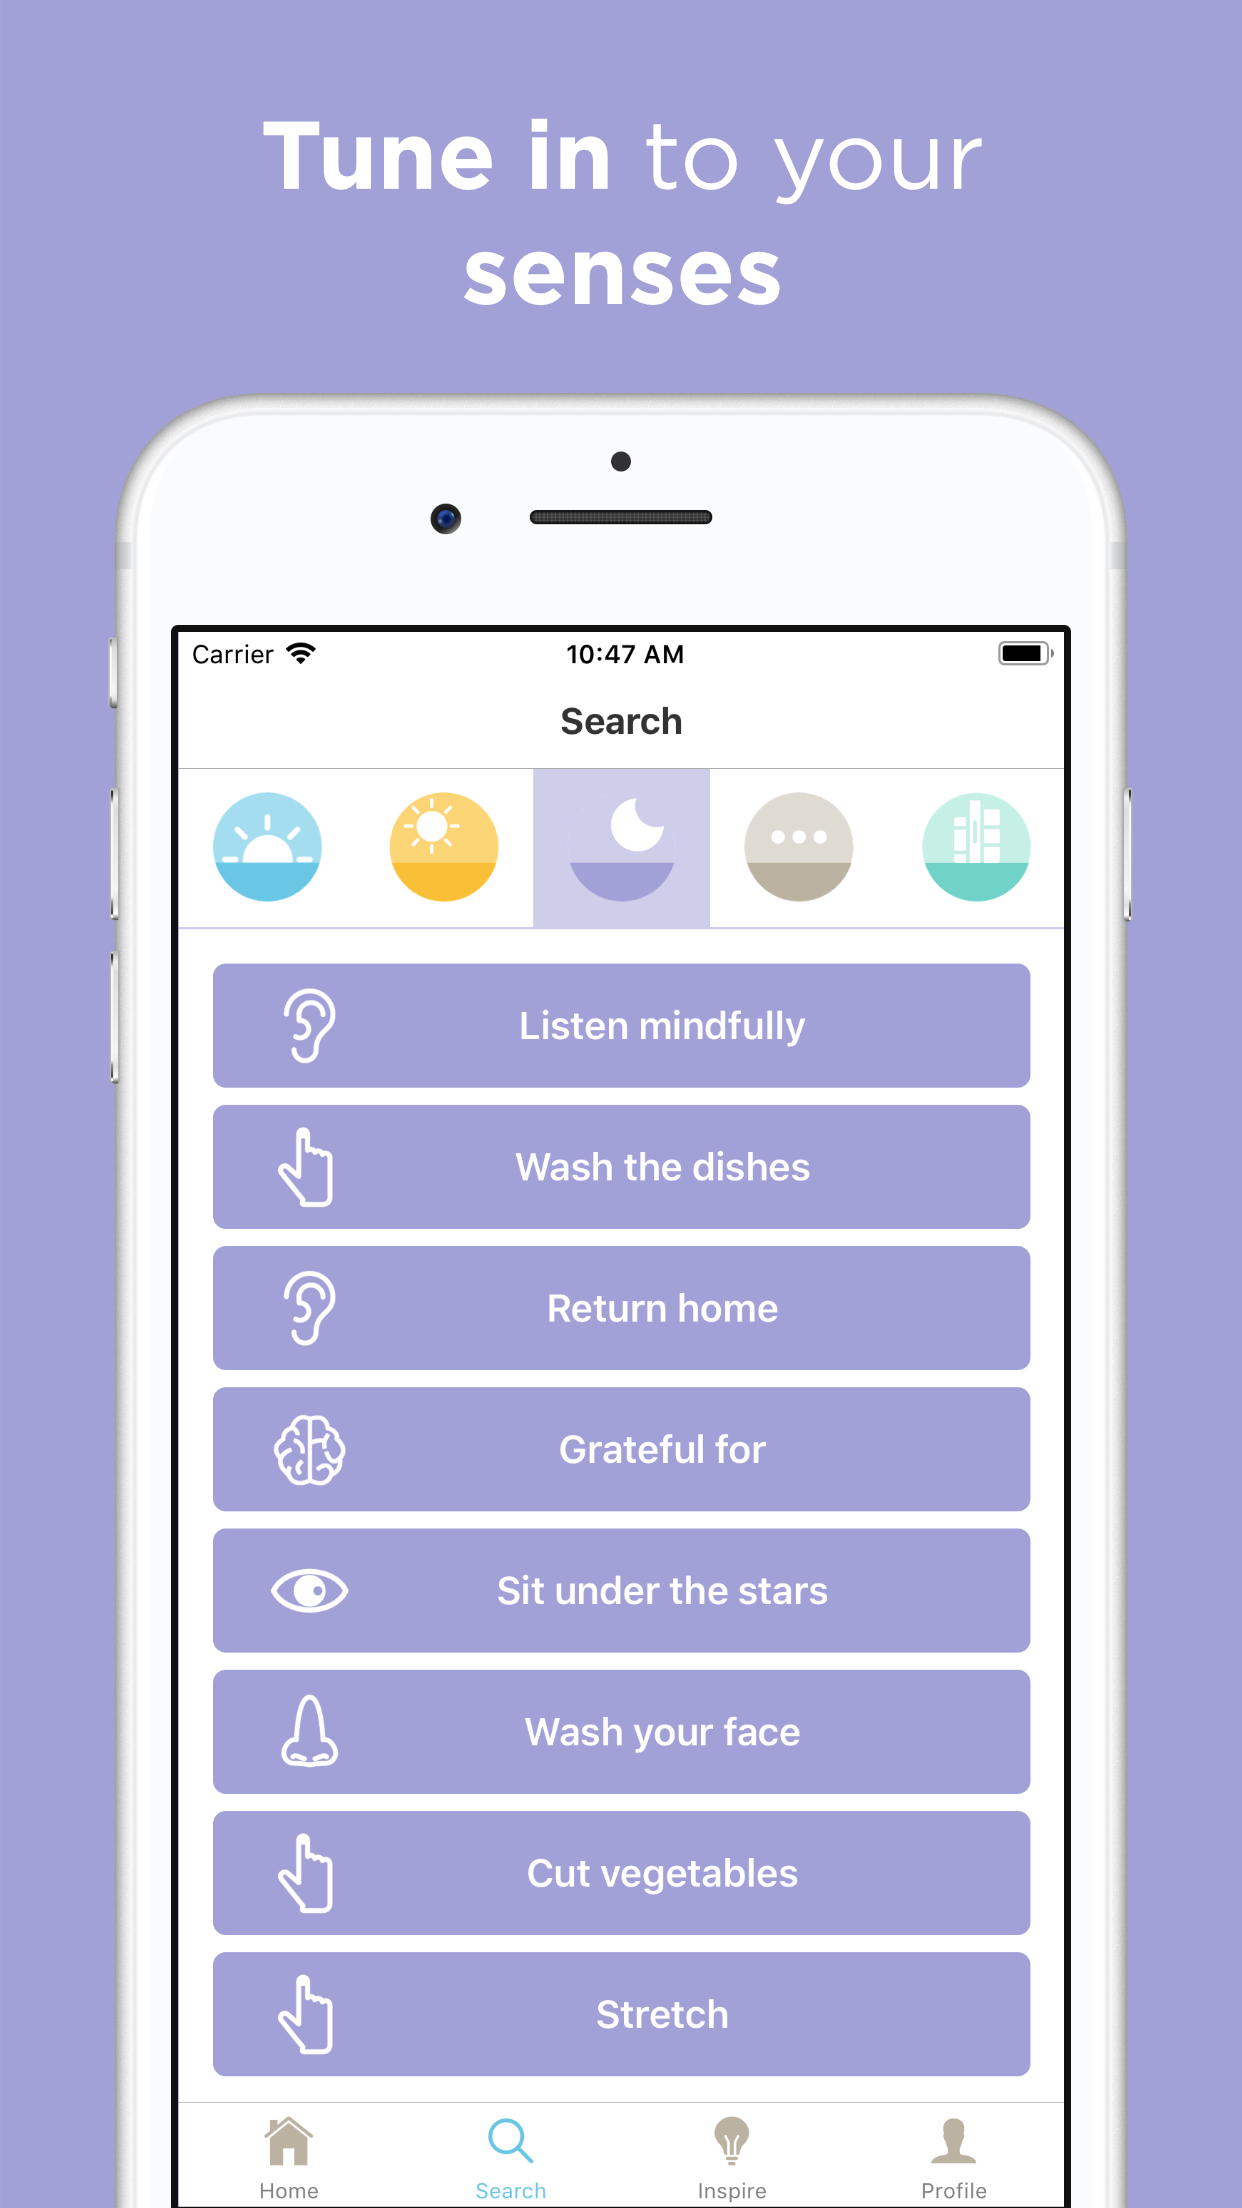 Tune in to your
senses
Carrier 10:47 AM
Search
Listen mindfully
Wash the dishes
Return home
Grateful for
Sit under the stars
Wash your face
Cut vegetables
Stretch
Home Search Inspire Profile